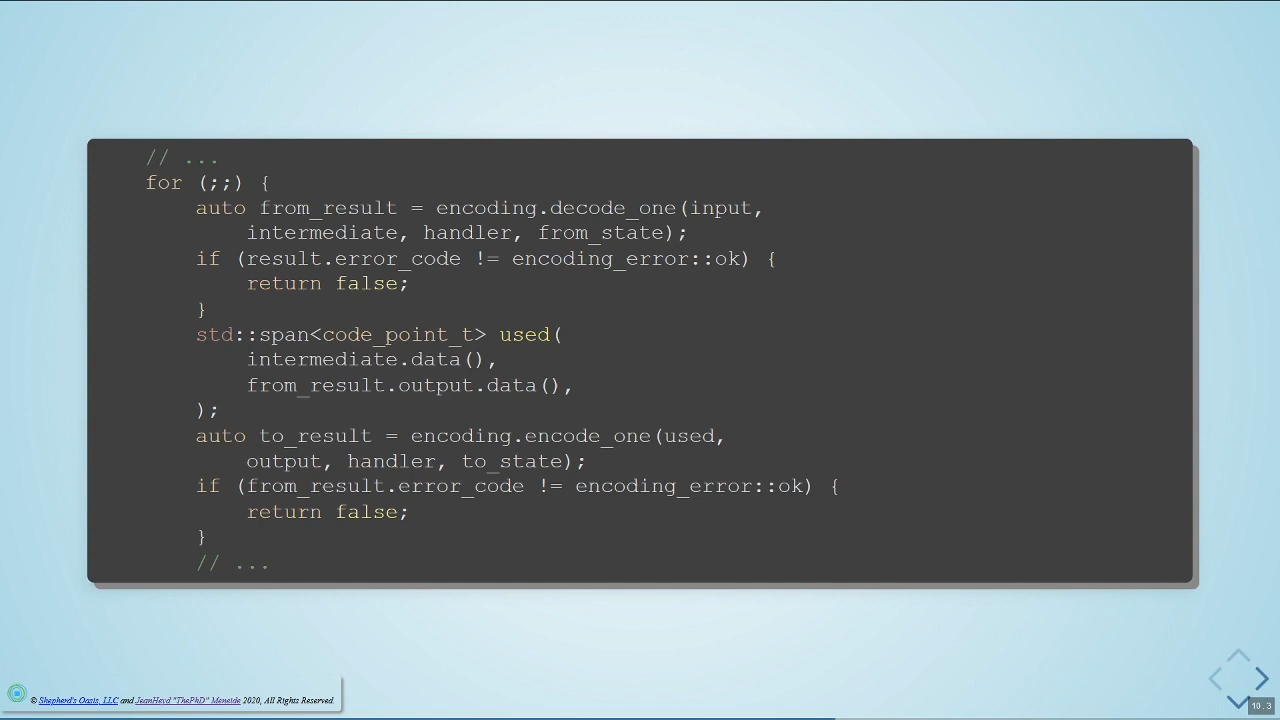 // ...
for (;;) {
    auto from_result = encoding.decode_one(input,
        intermediate, handler, from_state);
    if (result.error_code != encoding_error::ok) {
        return false;
    }
    std::span<code_point_t> used(
        intermediate.data(),
        from_result.output.data(),
    );
    auto to_result = encoding.encode_one(used,
        output, handler, to_state);
    if (from_result.error_code != encoding_error::ok) {
        return false;
    }
    // ...
© Shepherd's Oasis, LLC and JeanHeyd "ThePhD" Meneide 2020, All Rights Reserved.
10.3